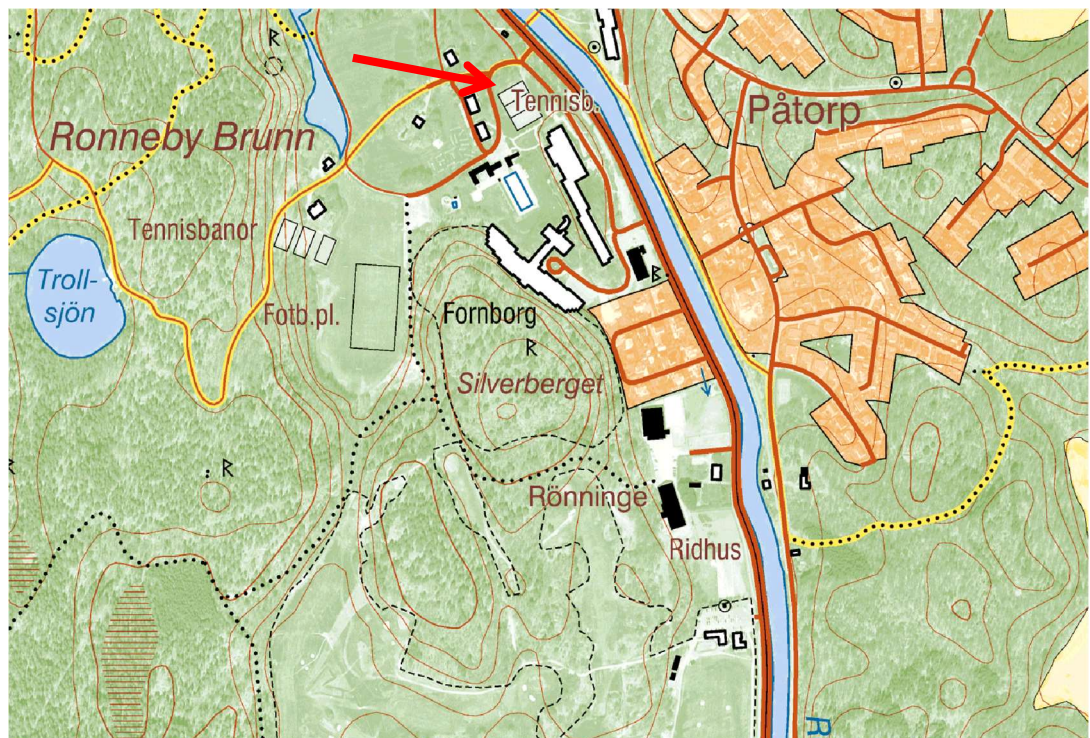 Tennisb.
Påtorp
Ronneby Brunn
Tennisbanor
Troll-
sjön
Fotb.pl.
Fornborg
R
Silverberget
R
R
R
R
Rönninge
Ridhus
R